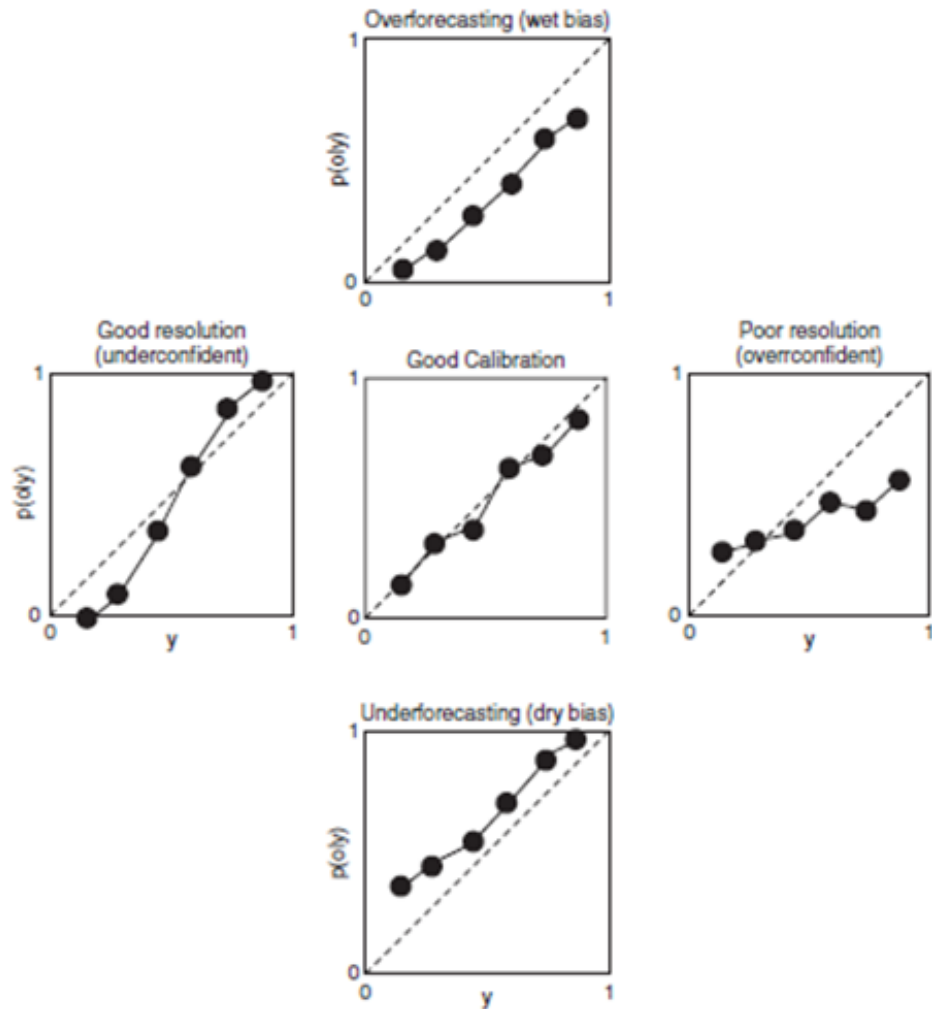 Overforecasting (wet bias)
1
p(o|y)
0
0
1
Good resolution
(underconfident)
1
p(o|y)
0
0
y
1
Good Calibration
1
0
0
1
Poor resolution
(overrconfident)
1
0
0
y
1
Underforecasting (dry bias)
1
p(o|y)
0
0
y
1